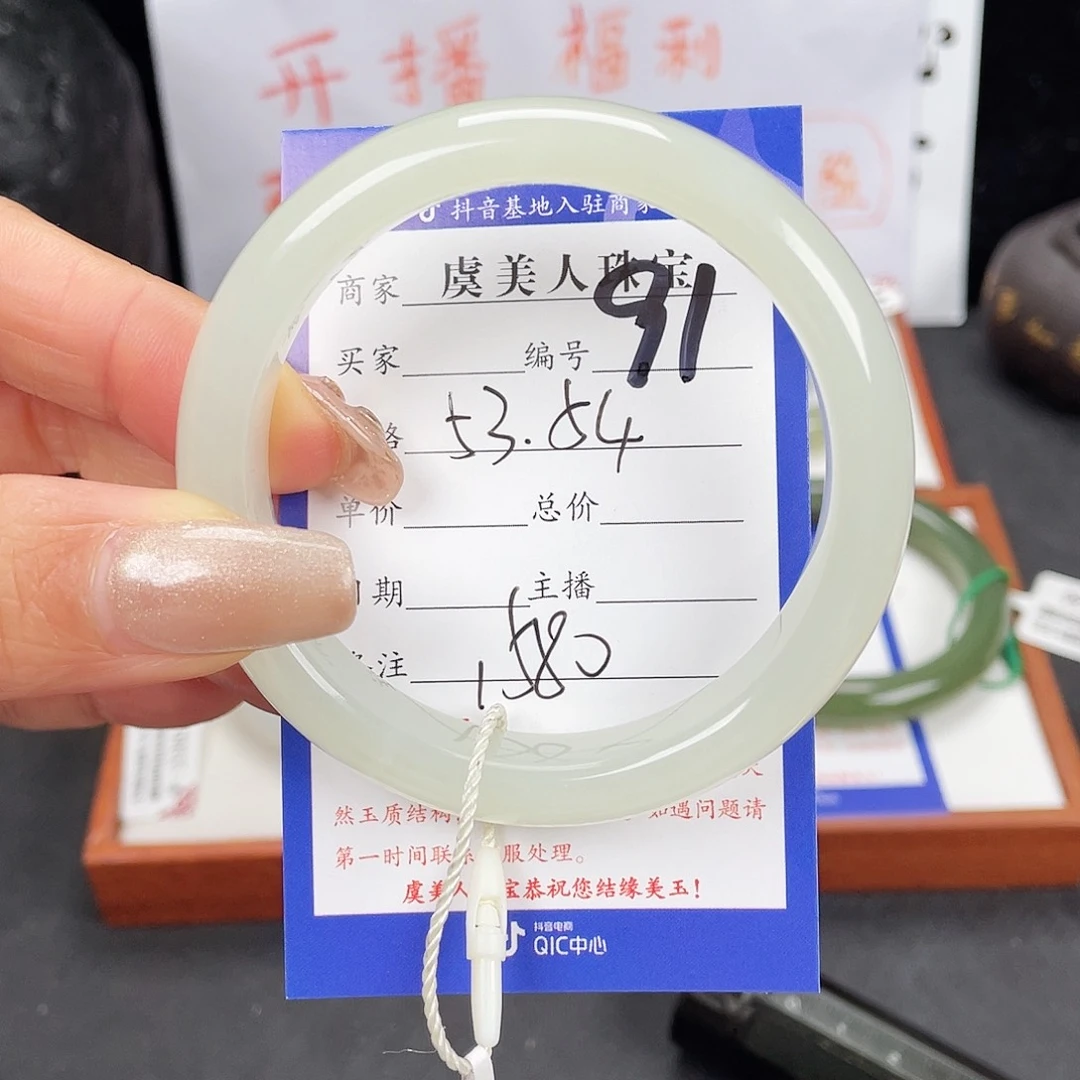 开播福利
抖音基地入驻商家
商家 虞美人珠宝
买家 编号 91
格 53.54
单价 总价
期 主播
注 1580
然玉质结构 如遇问题请
第一时间联系 服处理。
虞美人 宝恭祝您结缘美玉!
抖音电商
QIC中心